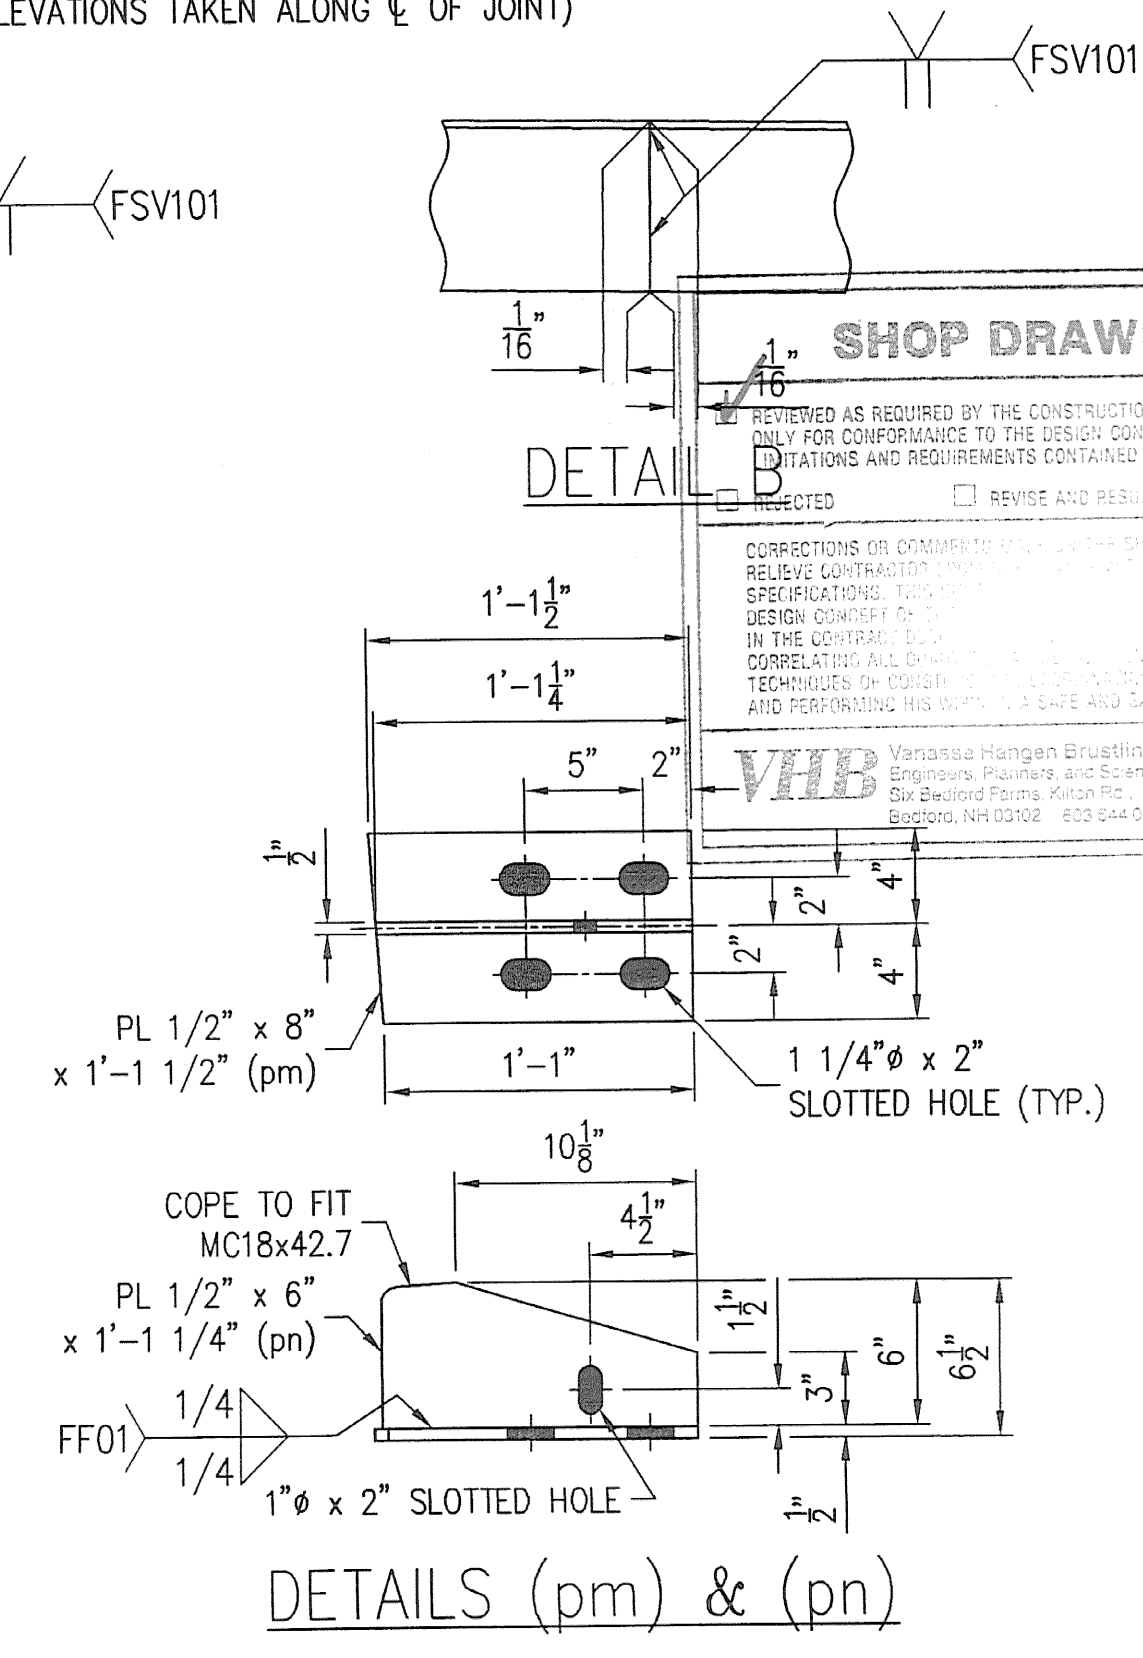 LEVATIONS TAKEN ALONG ℄ OF JOINT)
FSV101
FSV101
1/16"
1/16"
DETAIL B
SHOP DRAW
REVIEWED AS REQUIRED BY THE CONSTRUCTIO
ONLY FOR CONFORMANCE TO THE DESIGN CON
LIMITATIONS AND REQUIREMENTS CONTAINED
REJECTED
REVISE AND RESU
CORRECTIONS OR COMMENTS
RELIEVE CONTRACTOR
SPECIFICATIONS.
DESIGN CONCEPT OF
IN THE CONTRACT
CORRELATING ALL
TECHNIQUES OF CONST
AND PERFORMING HIS A SAFE AND
VHB
Vanasse Hangen Brustlin
Engineers, Planners, and Scien
Six Bedford Farms, Kilton Rd.,
Bedford, NH 03102 603 644 0
1'-1 1/2"
1'-1 1/4"
5"
2"
1/2"
2"
4"
2"
4"
PL 1/2" x 8"
x 1'-1 1/2" (pm)
1'-1"
1 1/4"ø x 2"
SLOTTED HOLE (TYP.)
10 1/8"
COPE TO FIT
MC18x42.7
4 1/2"
PL 1/2" x 6"
x 1'-1 1/4" (pn)
1 1/2"
3"
6"
6 1/2"
FF01
1/4
1/4
1"ø x 2" SLOTTED HOLE
1/2"
DETAILS (pm) & (pn)